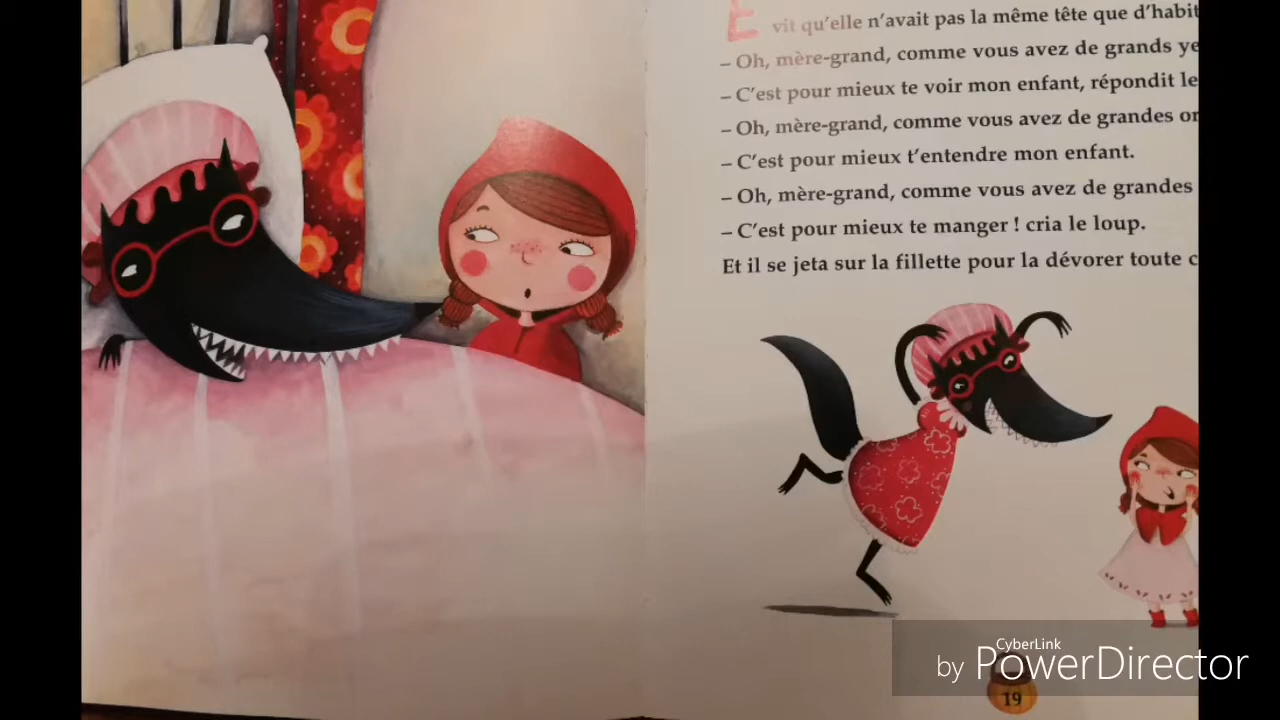 E
vit qu'elle n'avait pas la même tête que d'habit
– Oh, mère-grand, comme vous avez de grands ye
– C'est pour mieux te voir mon enfant, répondit le
– Oh, mère-grand, comme vous avez de grandes or
– C'est pour mieux t'entendre mon enfant.
– Oh, mère-grand, comme vous avez de grandes
– C'est pour mieux te manger ! cria le loup.
Et il se jeta sur la fillette pour la dévorer toute c
CyberLink
by PowerDirector
19